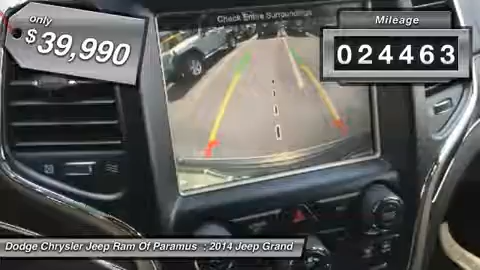 only
$39,990
Check Entire Surroundings
Mileage
024463
Dodge Chrysler Jeep Ram Of Paramus : 2014 Jeep Grand